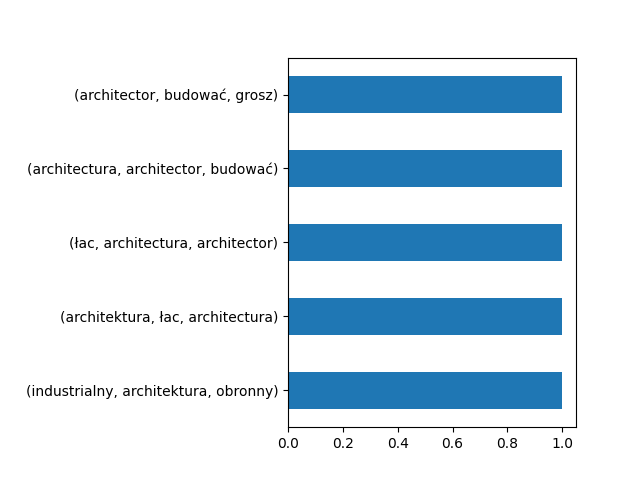 (architector, budować, grosz)
(architectura, architector, budować)
(łac, architectura, architector)
(architektura, łac, architectura)
(industrialny, architektura, obronny)
0.0 0.2 0.4 0.6 0.8 1.0